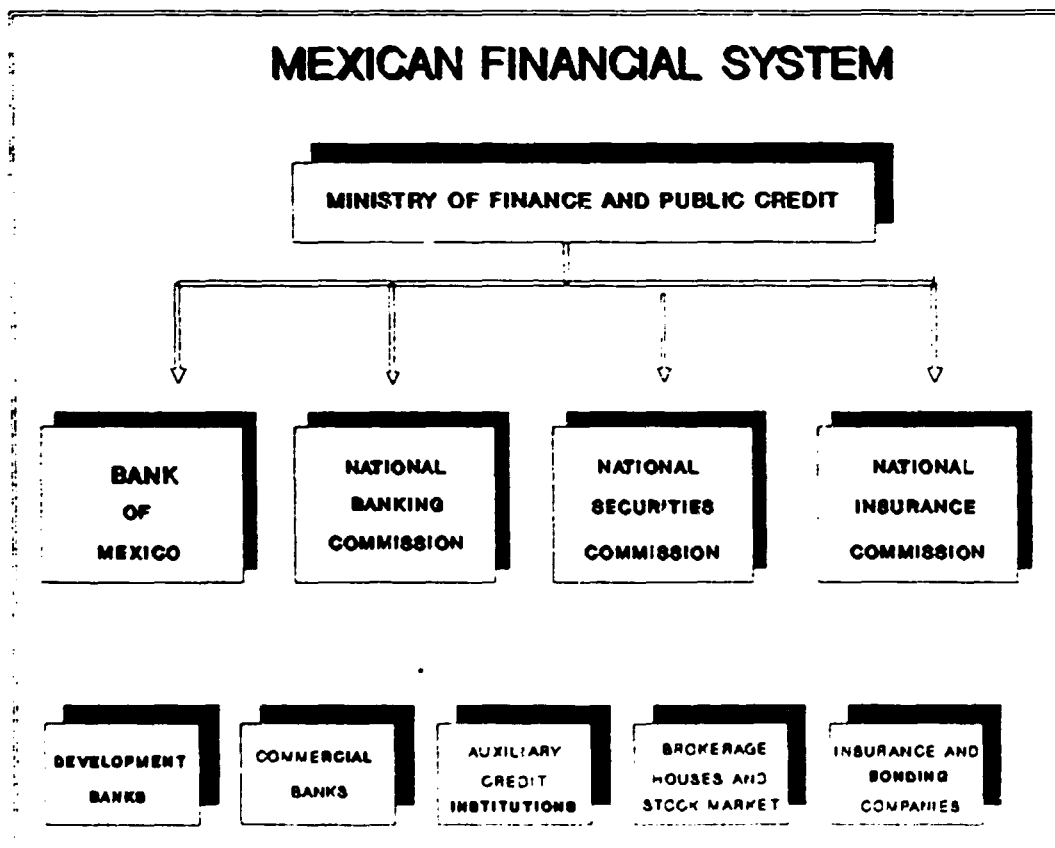 MEXICAN FINANCIAL SYSTEM
MINISTRY OF FINANCE AND PUBLIC CREDIT
BANK
OF
MEXICO
NATIONAL
BANKING
COMMISSION
NATIONAL
SECURITIES
COMMISSION
NATIONAL
INSURANCE
COMMISSION
DEVELOPMENT
BANKS
COMMERCIAL
BANKS
AUXILIARY
CREDIT
INSTITUTIONS
BROKERAGE
HOUSES AND
STOCK MARKET
INSURANCE AND
BONDING
COMPANIES